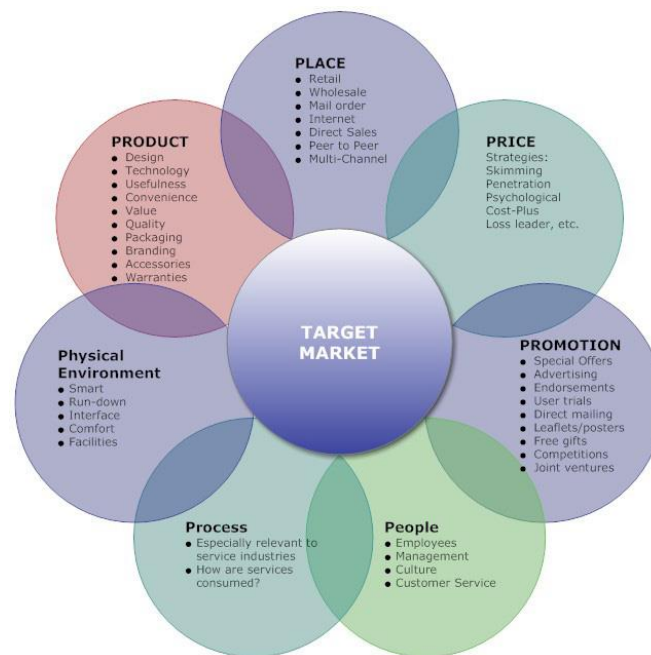 PLACE
● Retail
● Wholesale
● Mail order
● Internet
● Direct Sales
● Peer to Peer
● Multi-Channel
PRICE
Strategies:
Skimming
Penetration
Psychological
Cost-Plus
Loss leader, etc.
PROMOTION
● Special Offers
● Advertising
● Endorsements
● User trials
● Direct mailing
● Leaflets/posters
● Free gifts
● Competitions
● Joint ventures
People
● Employees
● Management
● Culture
● Customer Service
Process
● Especially relevant to
service industries
● How are services
consumed?
Physical
Environment
● Smart
● Run-down
● Interface
● Comfort
● Facilities
PRODUCT
● Design
● Technology
● Usefulness
● Convenience
● Value
● Quality
● Packaging
● Branding
● Accessories
● Warranties
TARGET
MARKET